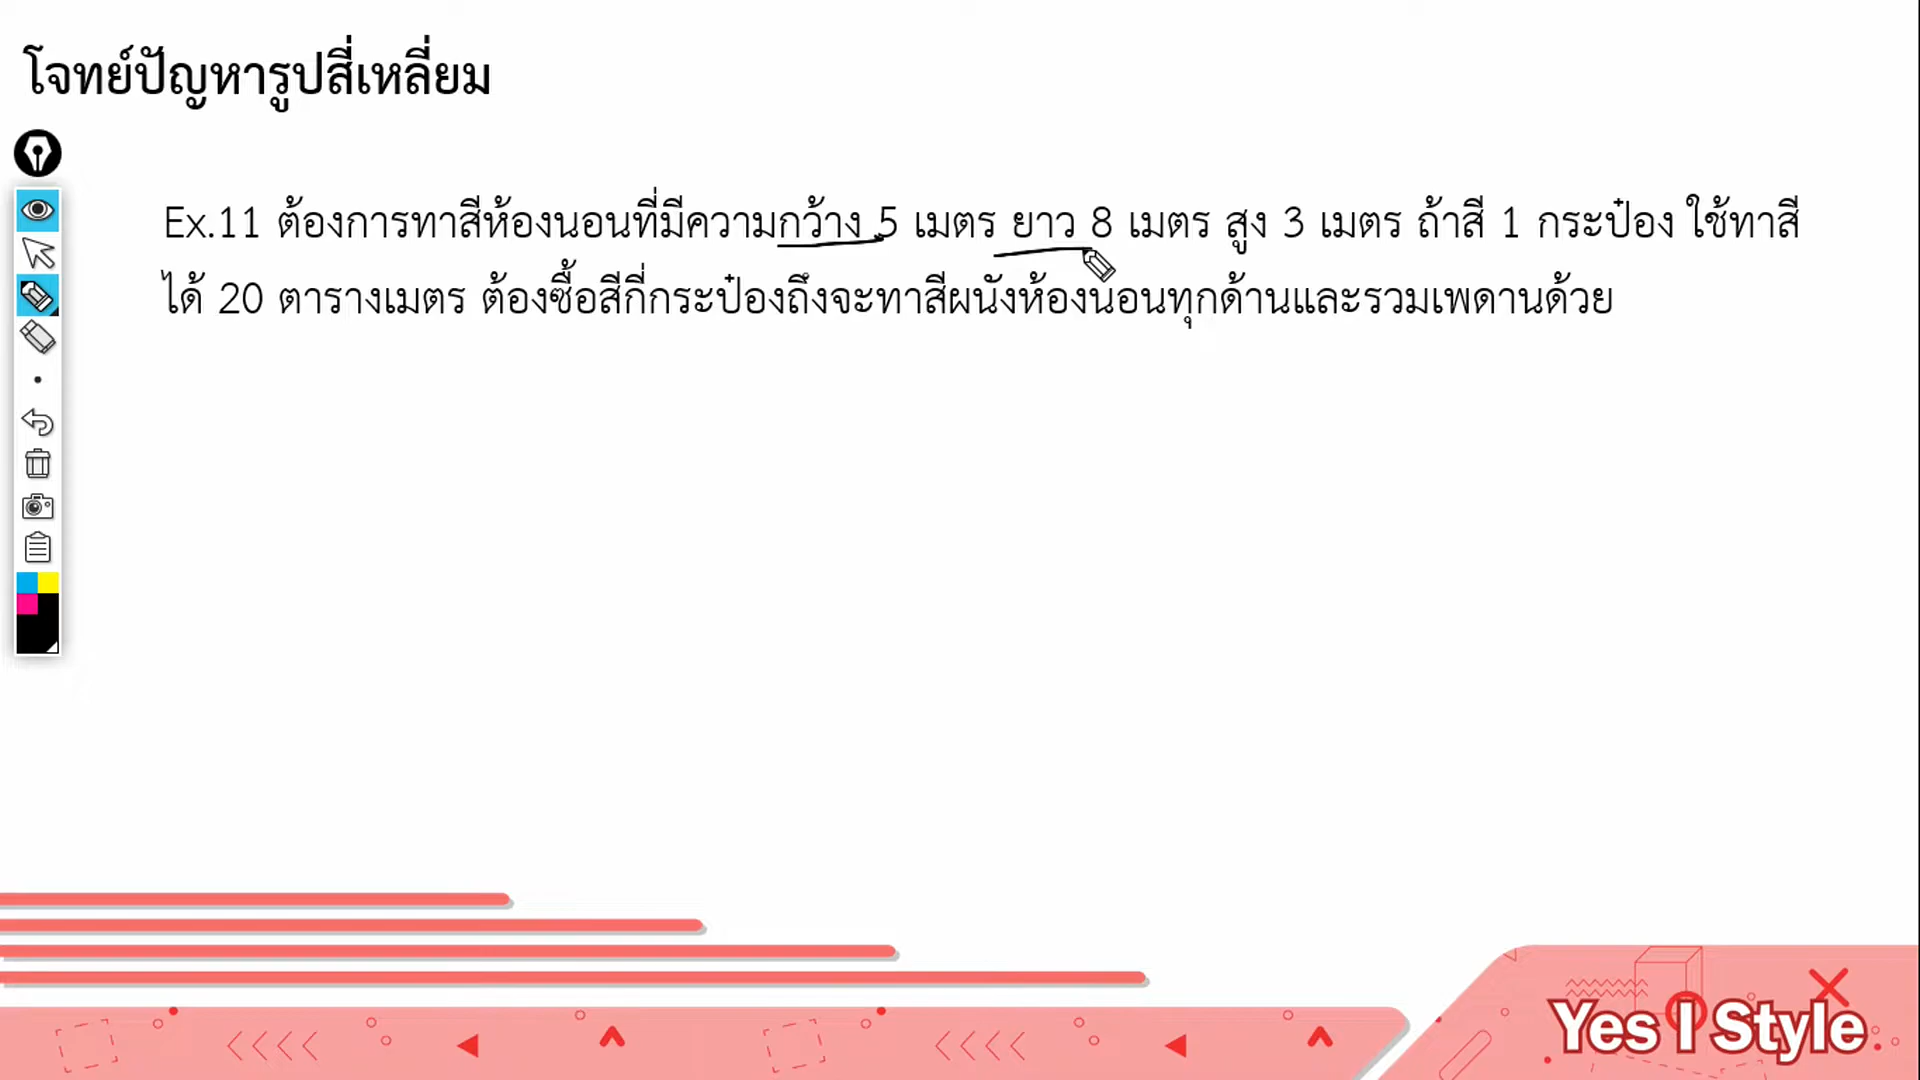 โจทย์ปัญหารูปสี่เหลี่ยม
Ex.11 ต้องการทาสีห้องนอนที่มีความกว้าง 5 เมตร ยาว 8 เมตร สูง 3 เมตร ถ้าสี 1 กระป๋อง ใช้ทาสี
ได้ 20 ตารางเมตร ต้องซื้อสีกี่กระป๋องถึงจะทาสีผนังห้องนอนทุกด้านและรวมเพดานด้วย
Yes I Style